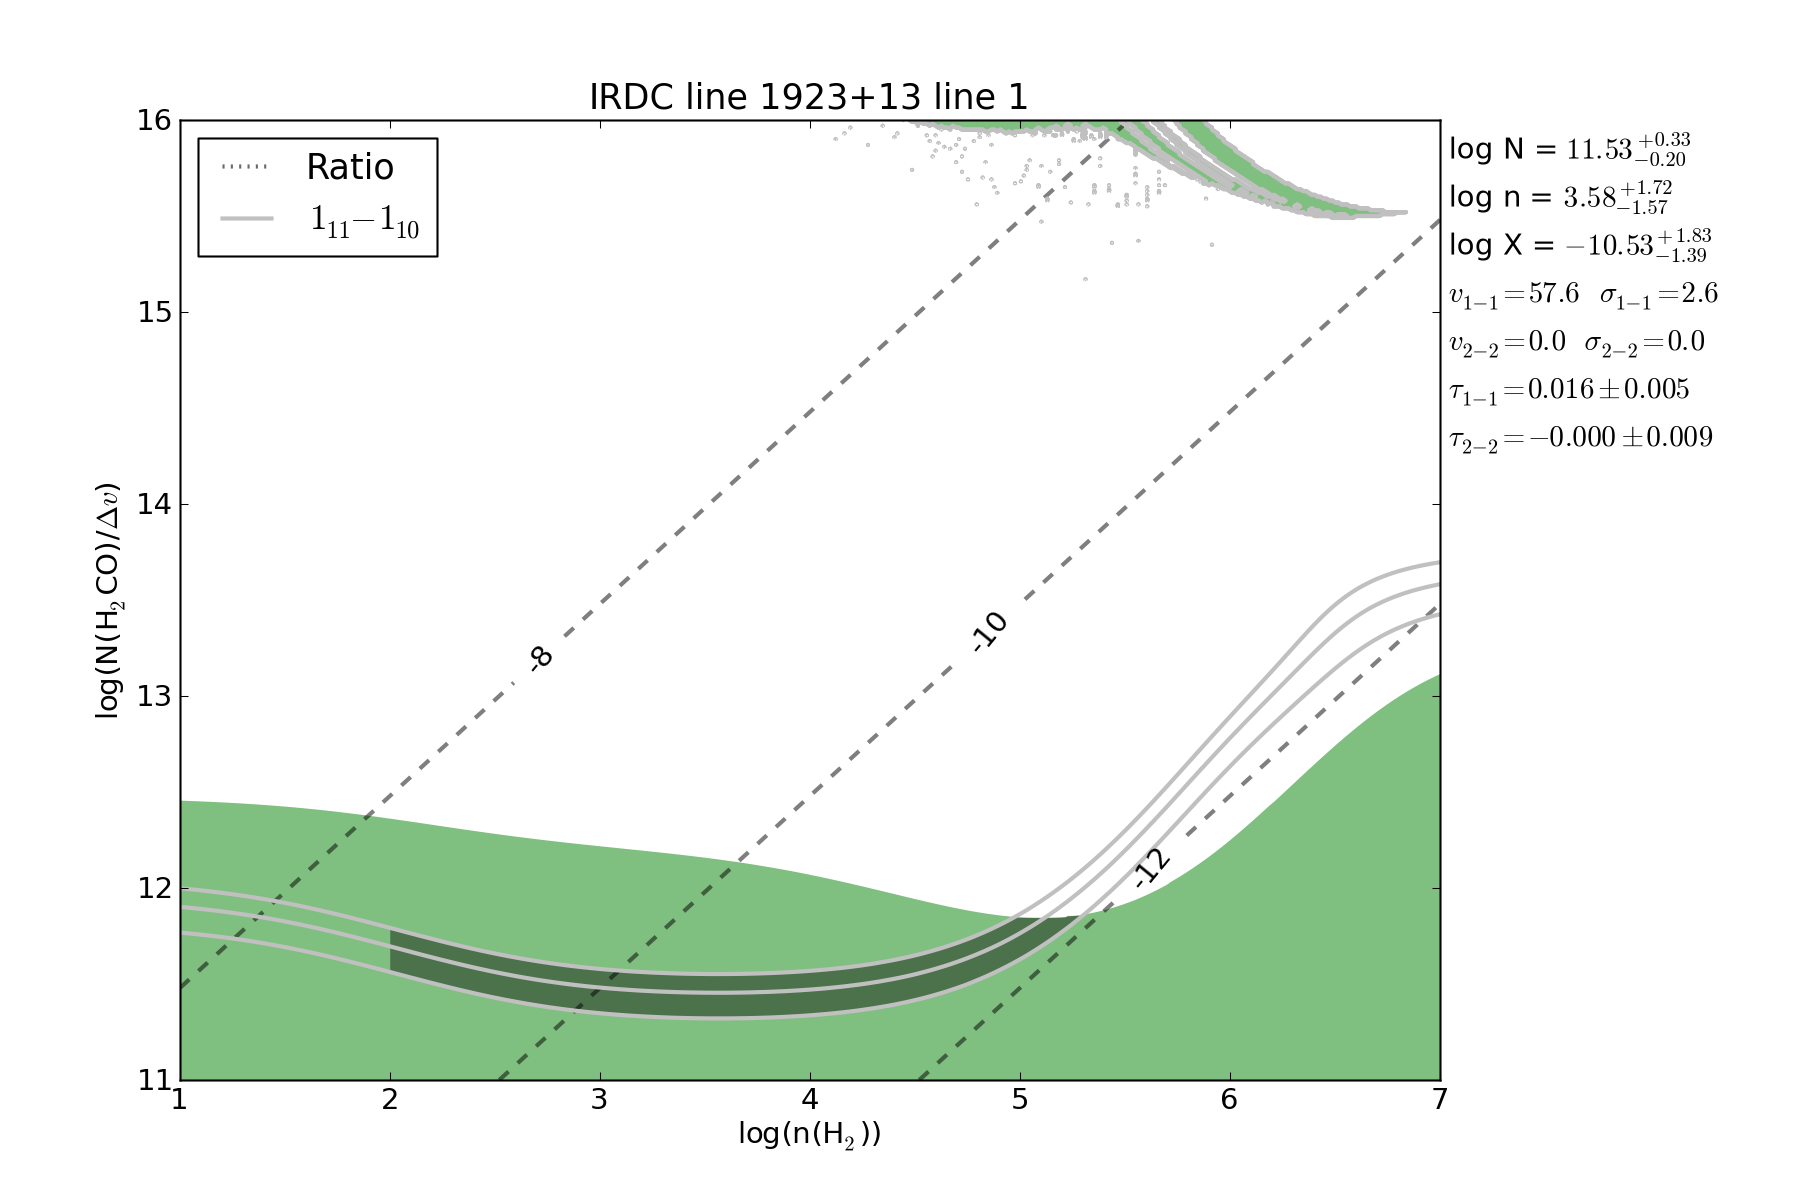 IRDC line 1923+13 line 1
16
15
14
13
12
11
log(N(H₂CO)/Δv)
Ratio
1₁₁−1₁₀
-8
-10
-12
1 2 3 4 5 6 7
log(n(H₂))
log N = 11.53 +0.33 −0.20
log n = 3.58 +1.72 −1.57
log X = −10.53 +1.83 −1.39
v₁₋₁=57.6 σ₁₋₁=2.6
v₂₋₂=0.0 σ₂₋₂=0.0
τ₁₋₁=0.016±0.005
τ₂₋₂=−0.000±0.009